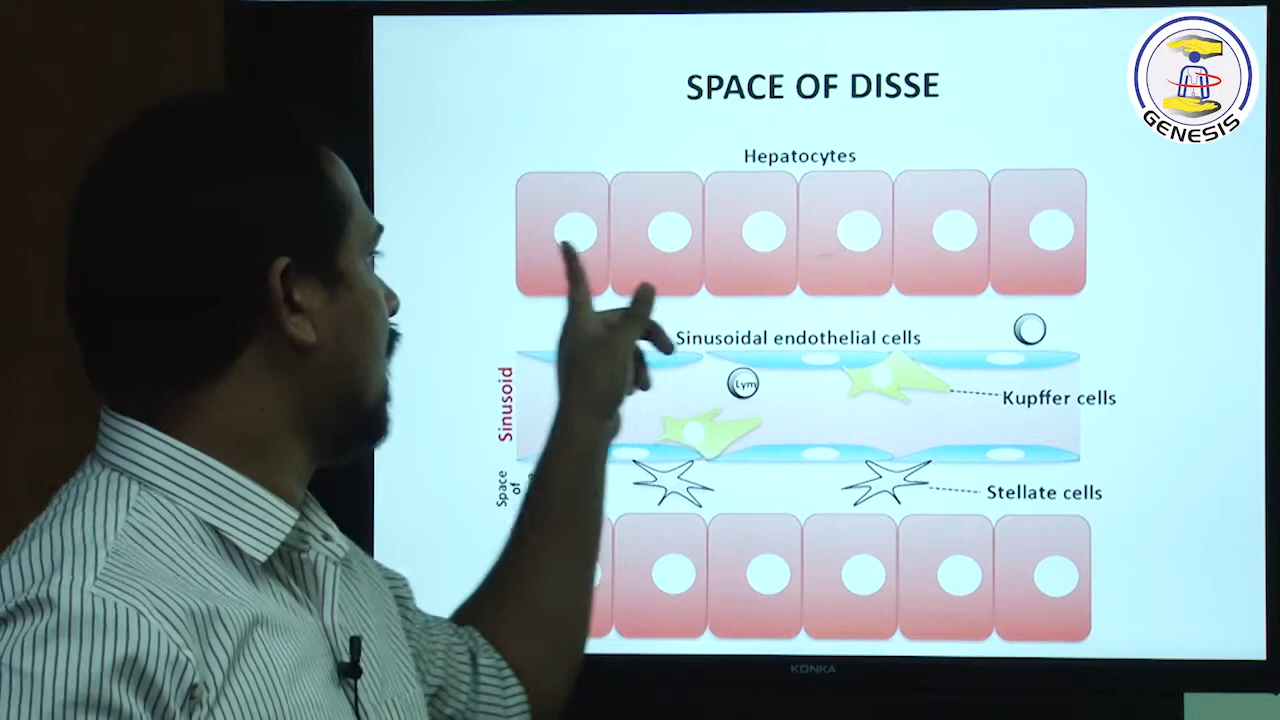 SPACE OF DISSE
GENESIS
Hepatocytes
Sinusoidal endothelial cells
Lym
Sinusoid
Kupffer cells
Space
of
Stellate cells
KONKA